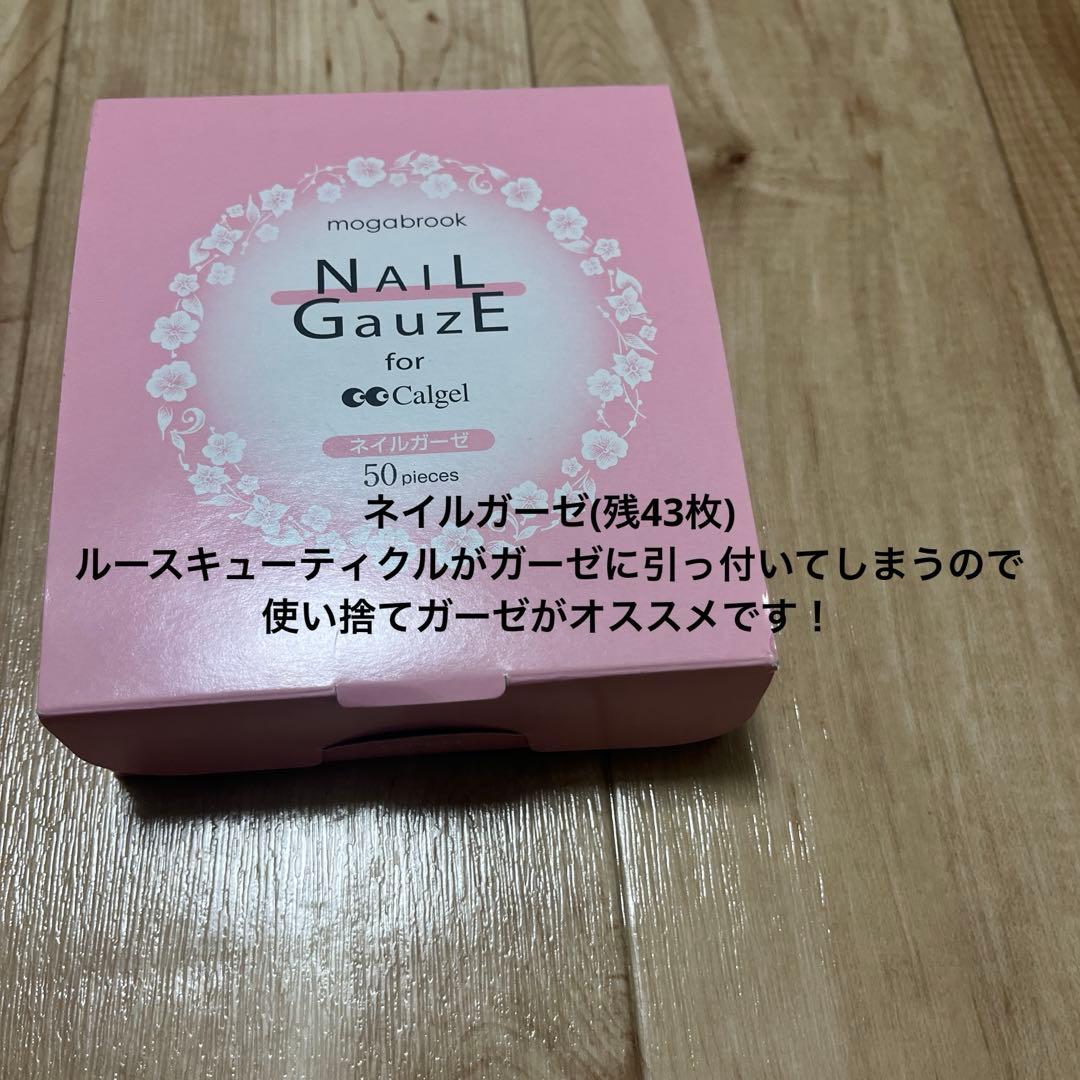 mogabrook
NAIL
GauzE
for
Calgel
ネイルガーゼ
50 pieces
ネイルガーゼ(残43枚)
ルースキューティクルがガーゼに引っ付いてしまうので
使い捨てガーゼがオススメです！